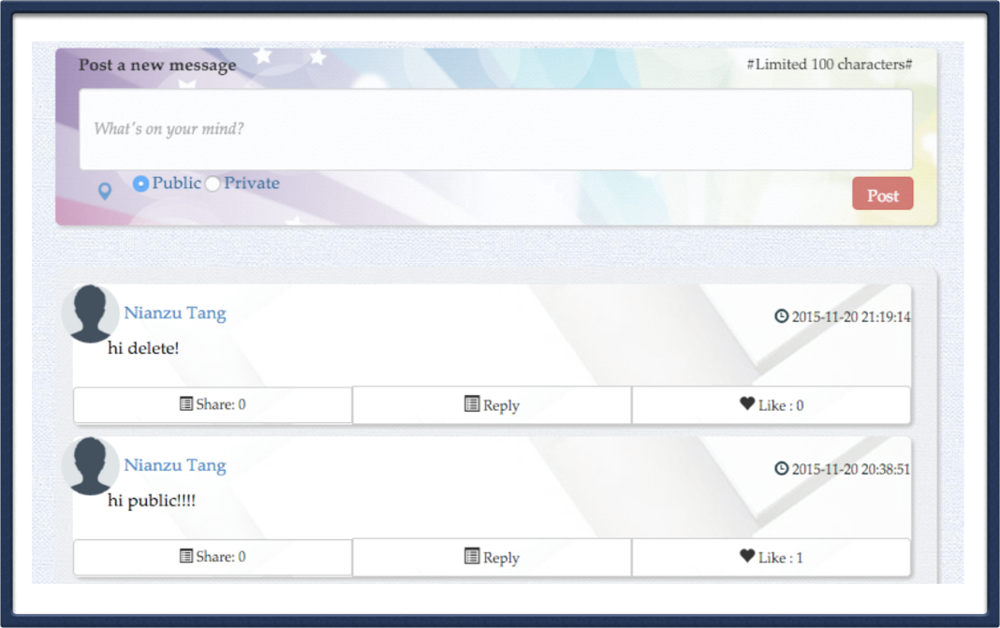 Post a new message #Limited 100 characters#
What's on your mind?
Public Private
Post
Nianzu Tang 2015-11-20 21:19:14
hi delete!
Share: 0 Reply Like : 0
Nianzu Tang 2015-11-20 20:38:51
hi public!!!!
Share: 0 Reply Like : 1